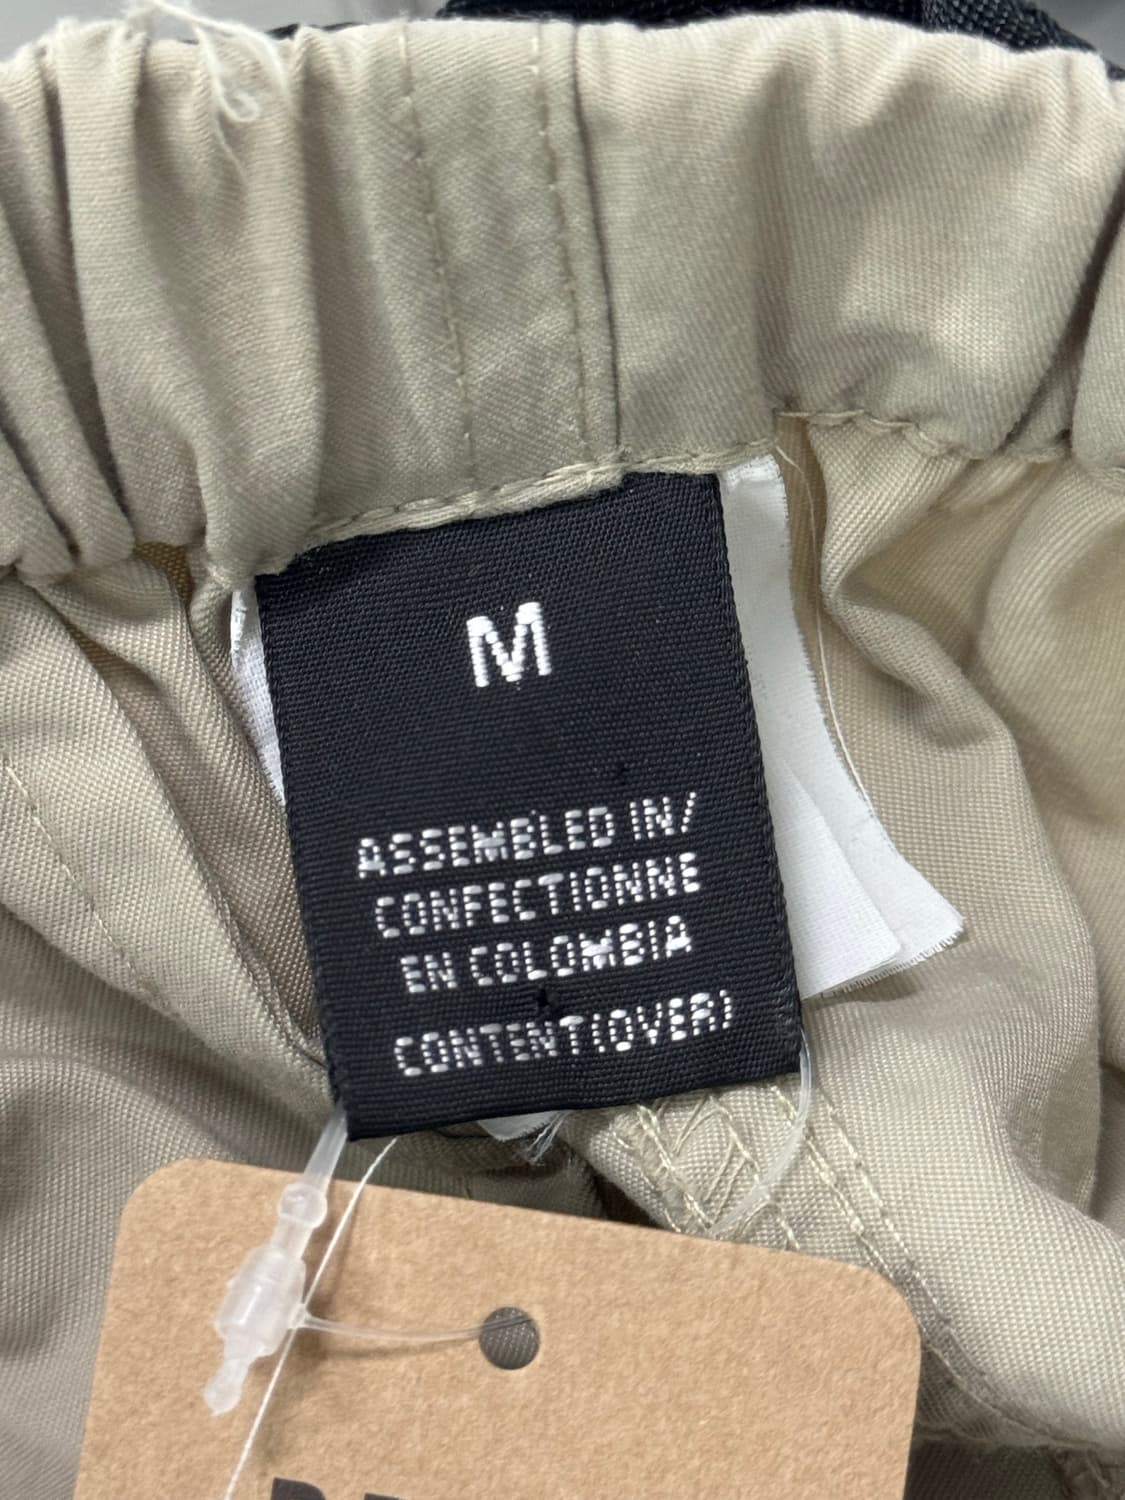 M
ASSEMBLED IN/
CONFECTIONNE
EN COLOMBIA
CONTENT(OVER)